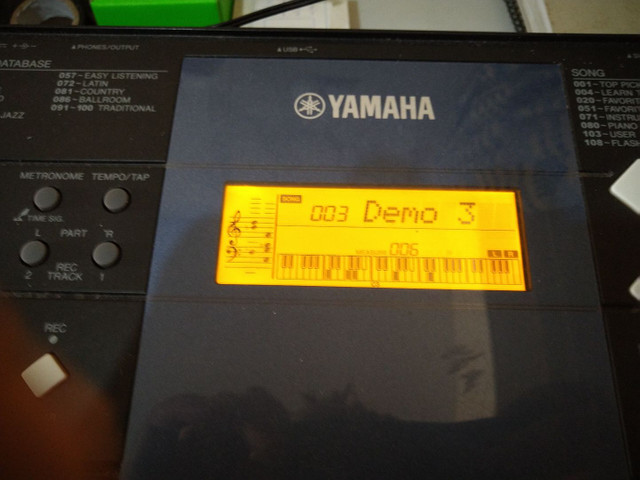 ▲PHONES/OUTPUT
▲USB
DATABASE
057–EASY LISTENING
072–LATIN
081–COUNTRY
086–BALLROOM
091–100 TRADITIONAL
JAZZ
YAMAHA
SONG
001–TOP PICK
004–LEARN T
020–FAVORIT
051–FAVORIT
071–INSTRU
080–PIANO
103–USER
108–FLASH
METRONOME TEMPO/TAP
TIME SIG.
L PART R
2 REC TRACK 1
REC
SONG
003 Demo 3
006
L R